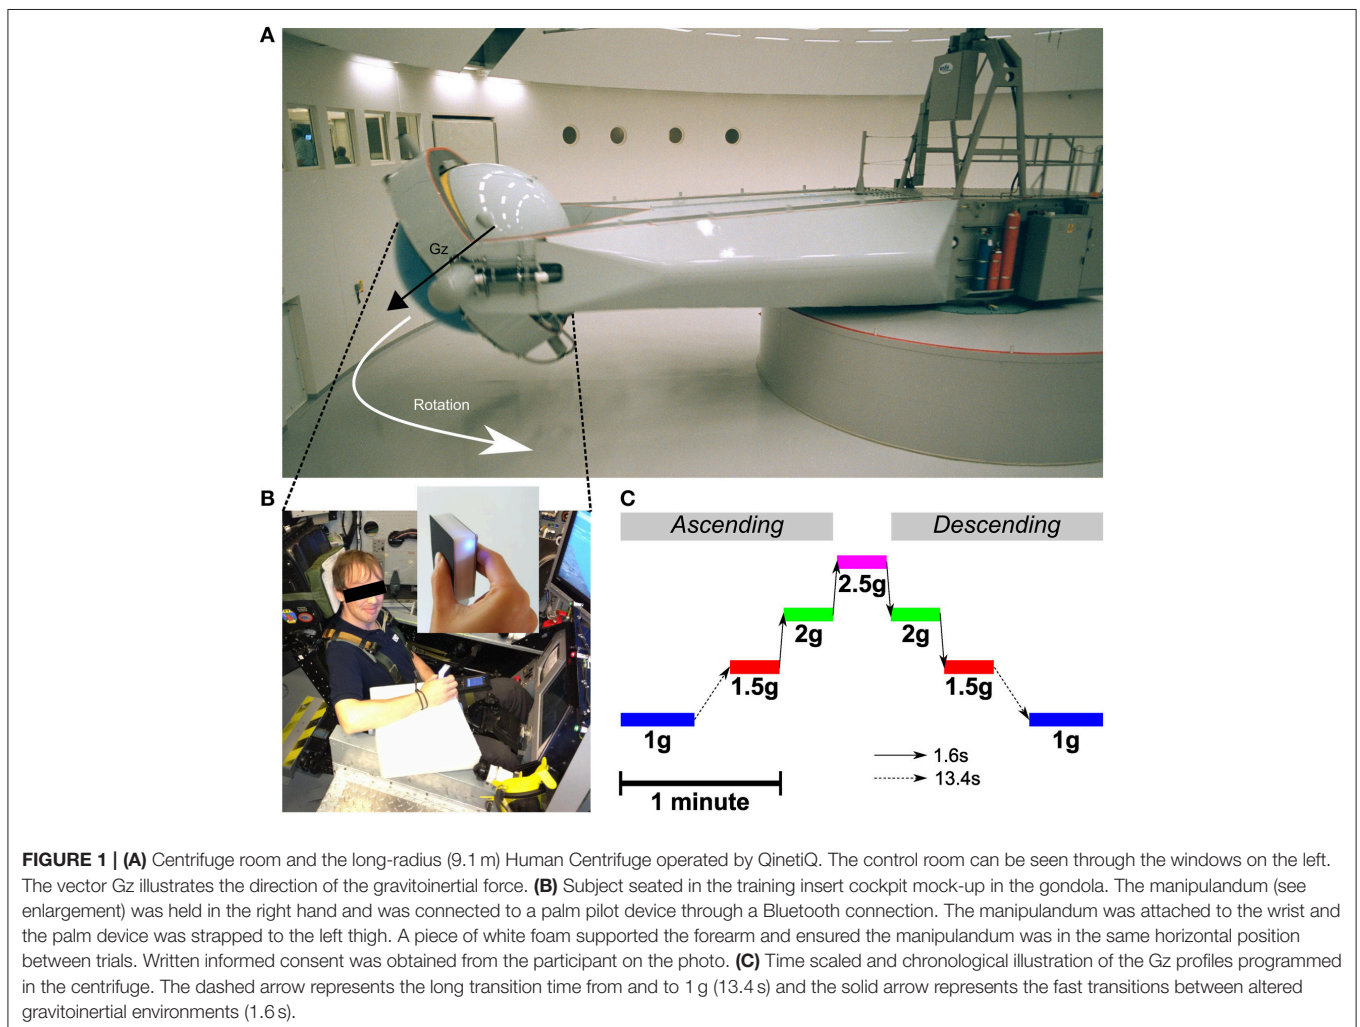 A
Gz
Rotation
B
C
Ascending
Descending
2.5g
2g
2g
1.5g
1.5g
1g
1g
1.6s
13.4s
1 minute
FIGURE 1 | (A) Centrifuge room and the long-radius (9.1 m) Human Centrifuge operated by QinetiQ. The control room can be seen through the windows on the left.
The vector Gz illustrates the direction of the gravitoinertial force. (B) Subject seated in the training insert cockpit mock-up in the gondola. The manipulandum (see
enlargement) was held in the right hand and was connected to a palm pilot device through a Bluetooth connection. The manipulandum was attached to the wrist and
the palm device was strapped to the left thigh. A piece of white foam supported the forearm and ensured the manipulandum was in the same horizontal position
between trials. Written informed consent was obtained from the participant on the photo. (C) Time scaled and chronological illustration of the Gz profiles programmed
in the centrifuge. The dashed arrow represents the long transition time from and to 1 g (13.4 s) and the solid arrow represents the fast transitions between altered
gravitoinertial environments (1.6 s).